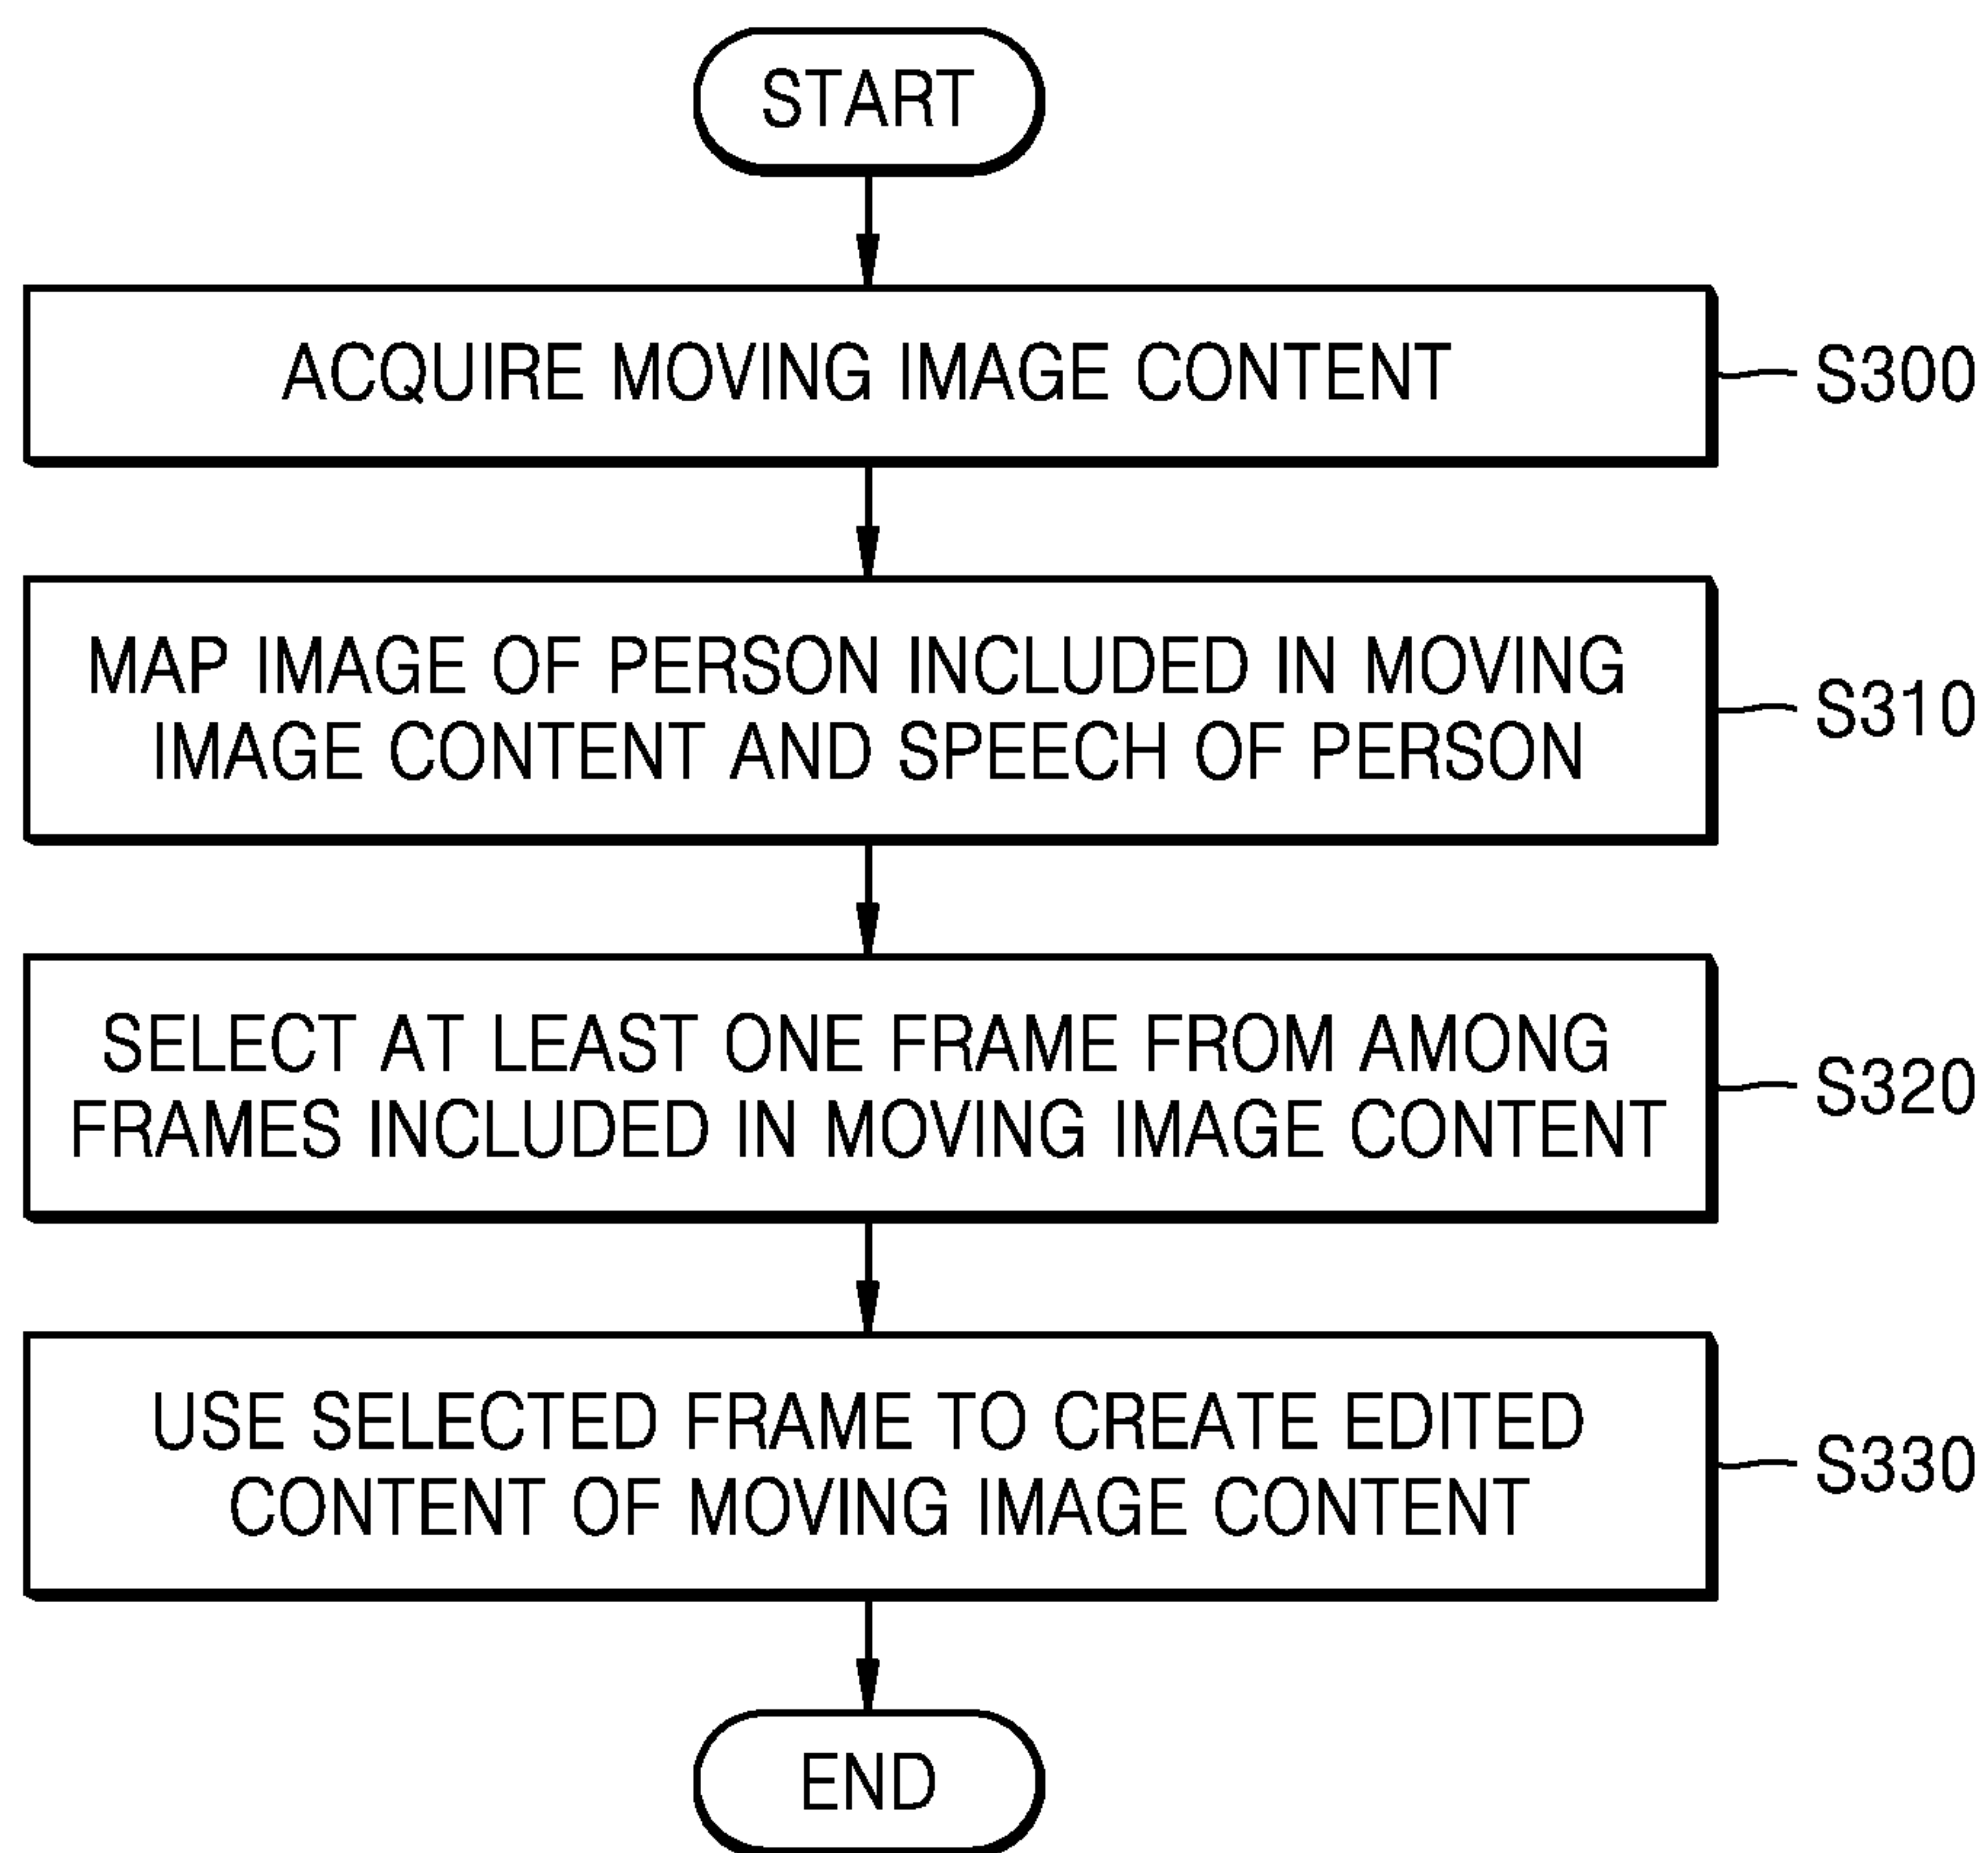 START
ACQUIRE MOVING IMAGE CONTENT
S300
MAP IMAGE OF PERSON INCLUDED IN MOVING
IMAGE CONTENT AND SPEECH OF PERSON
S310
SELECT AT LEAST ONE FRAME FROM AMONG
FRAMES INCLUDED IN MOVING IMAGE CONTENT
S320
USE SELECTED FRAME TO CREATE EDITED
CONTENT OF MOVING IMAGE CONTENT
S330
END